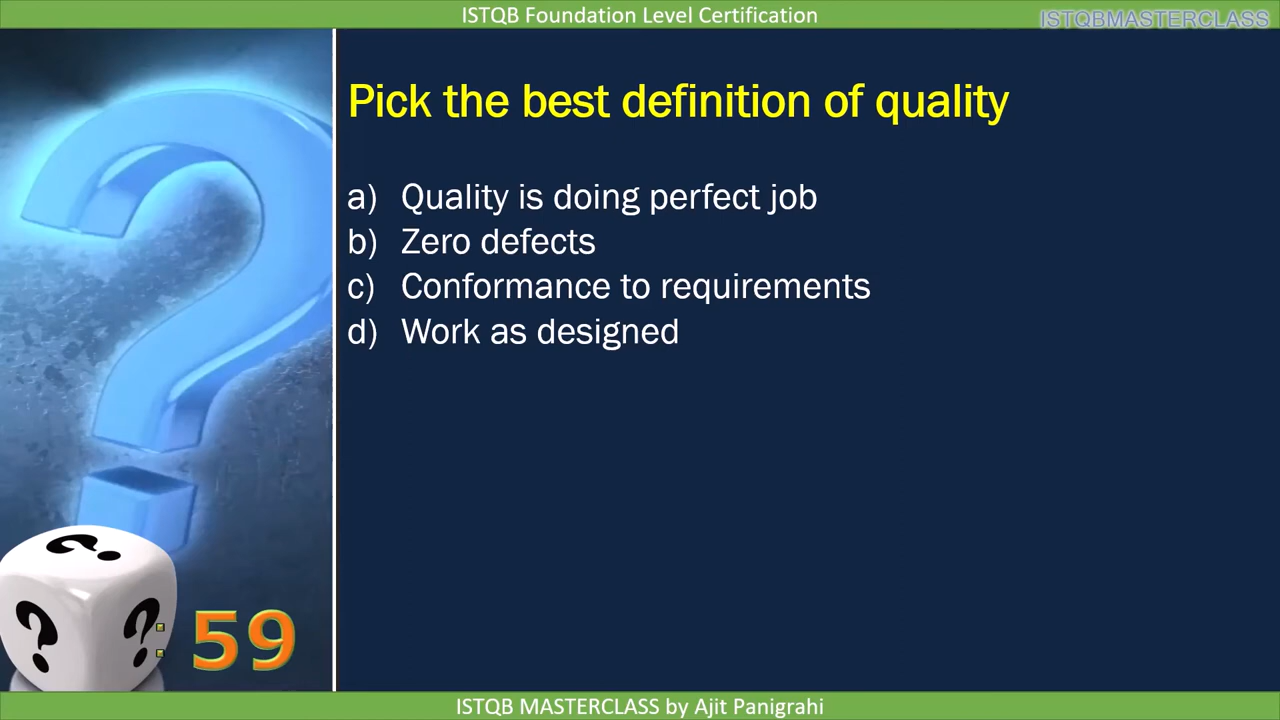 ISTQB Foundation Level Certification
ISTQBMASTERCLASS
Pick the best definition of quality
a) Quality is doing perfect job
b) Zero defects
c) Conformance to requirements
d) Work as designed
? ? ? ?
: 59
ISTQB MASTERCLASS by Ajit Panigrahi